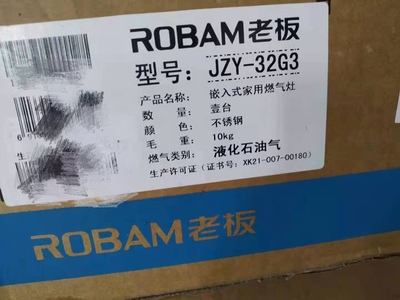 ROBAM老板
型号: JZY-32G3
产品名称: 嵌入式家用燃气灶
数量: 壹台
颜色: 不锈钢
毛重: 10kg
燃气类别: 液化石油气
生产许可证(证书号: XK21-007-00180)
ROBAM老板